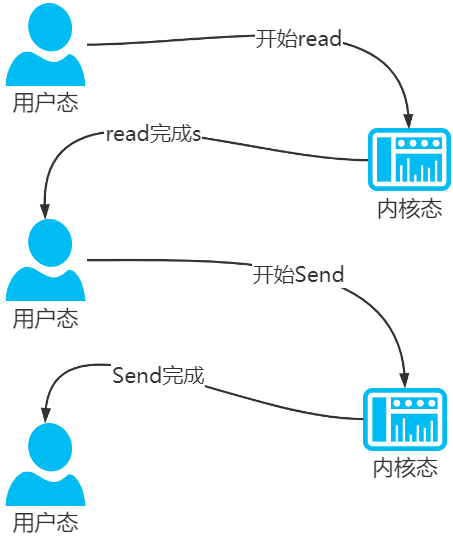 开始read
用户态
read完成s
内核态
开始Send
用户态
Send完成
内核态
用户态